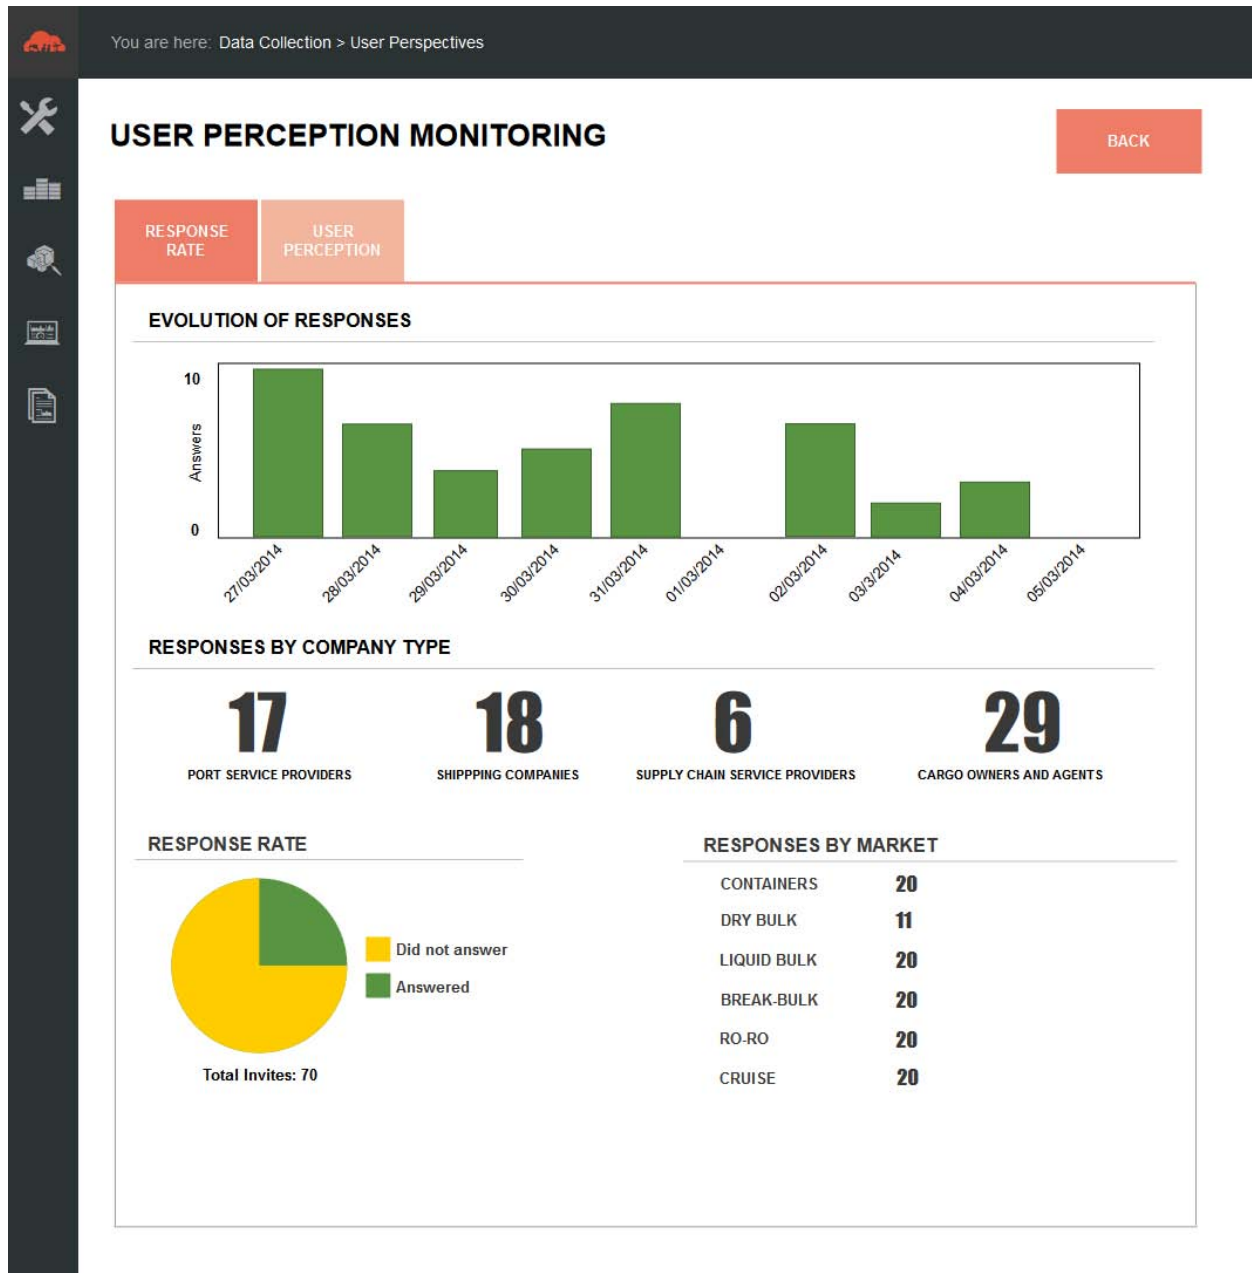 You are here: Data Collection > User Perspectives
USER PERCEPTION MONITORING
BACK
RESPONSE
RATE
USER
PERCEPTION
EVOLUTION OF RESPONSES
10
Answers
0
27/03/2014
28/03/2014
29/03/2014
30/03/2014
31/03/2014
01/03/2014
02/03/2014
03/3/2014
04/03/2014
05/03/2014
RESPONSES BY COMPANY TYPE
17
18
6
29
PORT SERVICE PROVIDERS
SHIPPPING COMPANIES
SUPPLY CHAIN SERVICE PROVIDERS
CARGO OWNERS AND AGENTS
RESPONSE RATE
Did not answer
Answered
Total Invites: 70
RESPONSES BY MARKET
CONTAINERS 20
DRY BULK 11
LIQUID BULK 20
BREAK-BULK 20
RO-RO 20
CRUISE 20